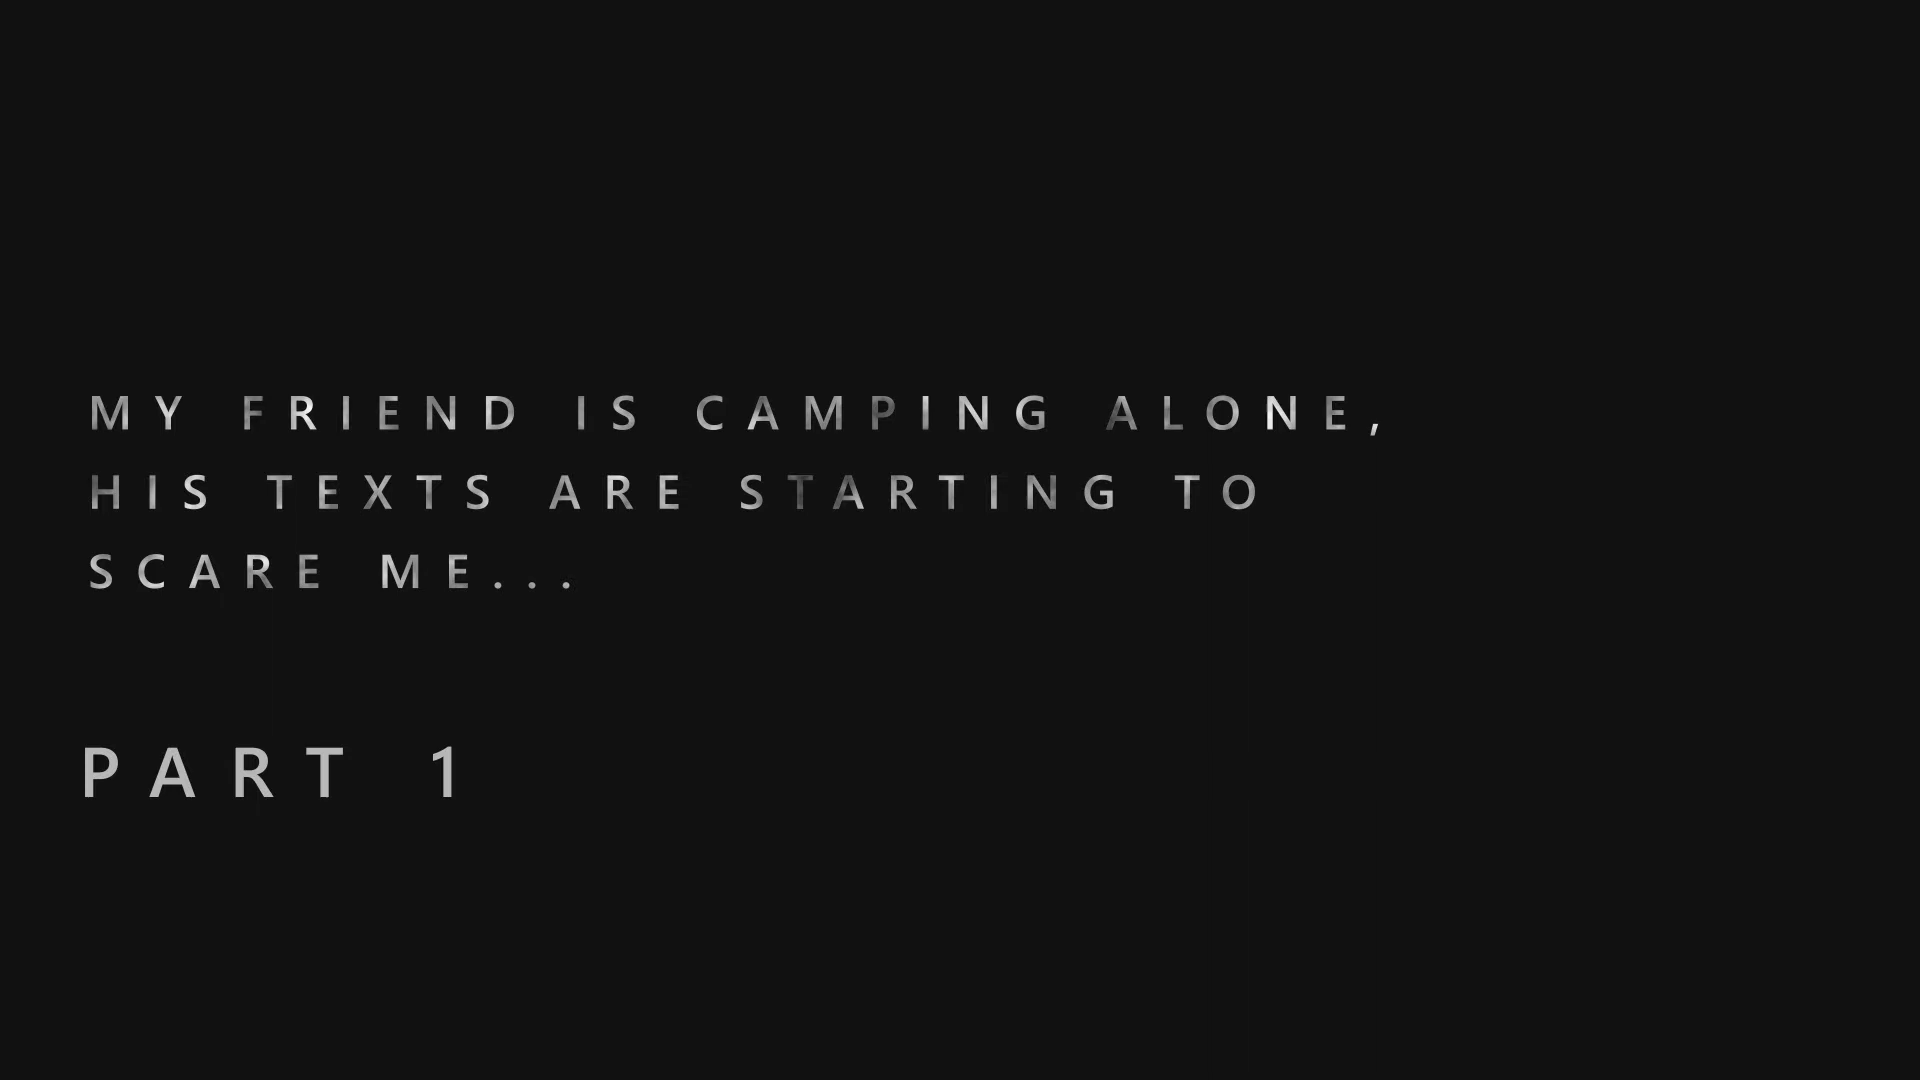 MY FRIEND IS CAMPING ALONE,
HIS TEXTS ARE STARTING TO
SCARE ME...
PART 1